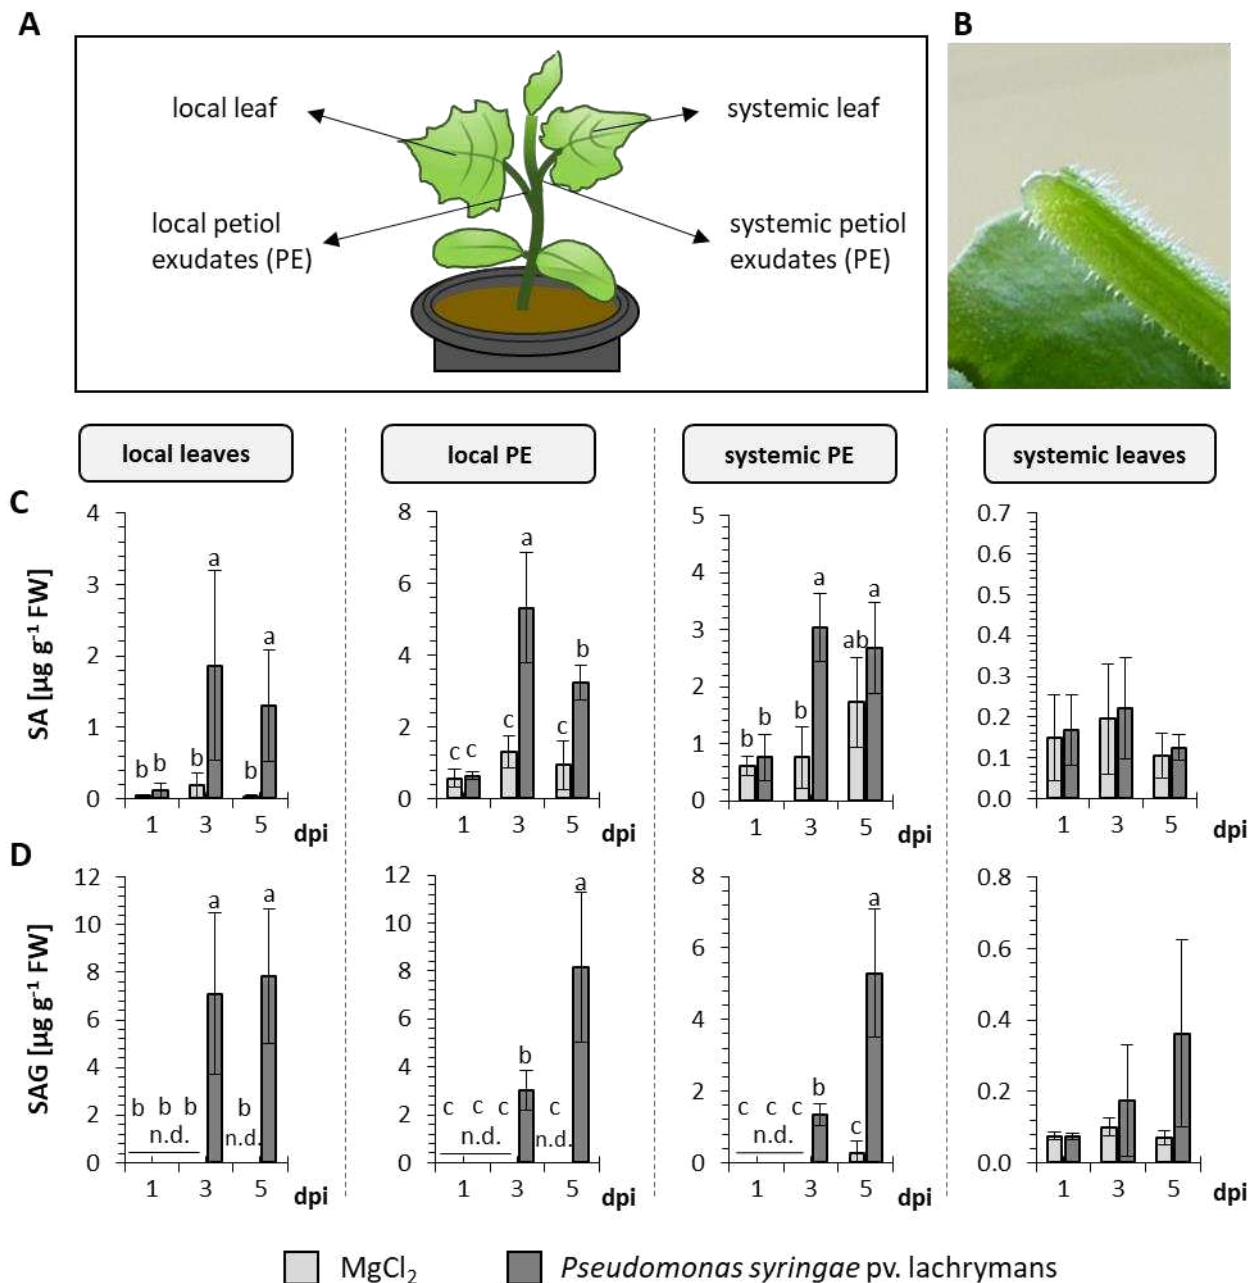 A
B
local leaf
systemic leaf
local petiol
exudates (PE)
systemic petiol
exudates (PE)
local leaves
local PE
systemic PE
systemic leaves
C
SA [µg g⁻¹ FW]
4
3
2
1
0
b
b
b
a
b
a
1
3
5
dpi
8
6
4
2
0
c
c
c
a
c
b
1
3
5
5
4
3
2
1
0
b
b
b
a
ab
a
1
3
5
dpi
0.7
0.6
0.5
0.4
0.3
0.2
0.1
0.0
1
3
5
dpi
D
SAG [µg g⁻¹ FW]
12
10
8
6
4
2
0
b
b
b
a
b
a
n.d.
n.d.
1
3
5
dpi
12
10
8
6
4
2
0
c
c
c
b
c
a
n.d.
n.d.
1
3
5
8
6
4
2
0
c
c
c
b
c
a
n.d.
1
3
5
dpi
0.8
0.6
0.4
0.2
0.0
1
3
5
dpi
MgCl₂
Pseudomonas syringae pv. lachrymans